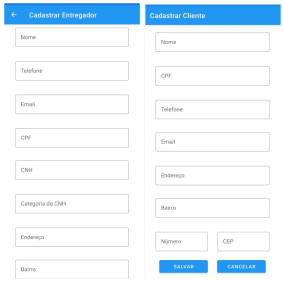 Cadastrar Entregador
Nome
Telefone
Email
CPF
CNH
Categoria da CNH
Endereço
Bairro
Cadastrar Cliente
Nome
CPF
Telefone
Email
Endereço
Bairro
Número CEP
SALVAR CANCELAR